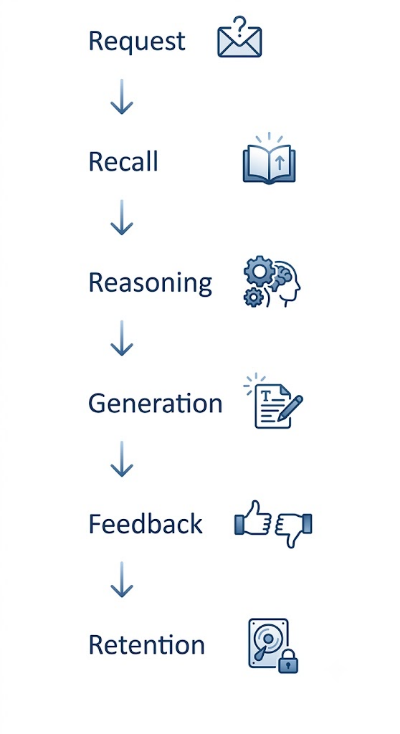 Request
Recall
Reasoning
Generation
Feedback
Retention